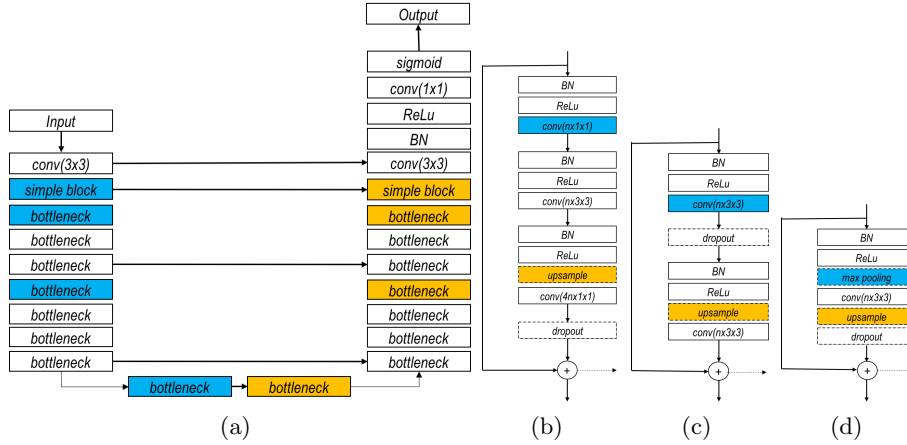 Input
conv(3x3)
simple block
bottleneck
bottleneck
bottleneck
bottleneck
bottleneck
bottleneck
bottleneck
bottleneck
bottleneck
Output
sigmoid
conv(1x1)
ReLu
BN
conv(3x3)
simple block
bottleneck
bottleneck
bottleneck
bottleneck
bottleneck
bottleneck
bottleneck
(a)
BN
ReLu
conv(nx1x1)
BN
ReLu
conv(nx3x3)
BN
ReLu
upsample
conv(4nx1x1)
dropout
+
(b)
BN
ReLu
conv(nx3x3)
dropout
BN
ReLu
upsample
conv(nx3x3)
+
(c)
BN
ReLu
max pooling
conv(nx3x3)
upsample
dropout
+
(d)